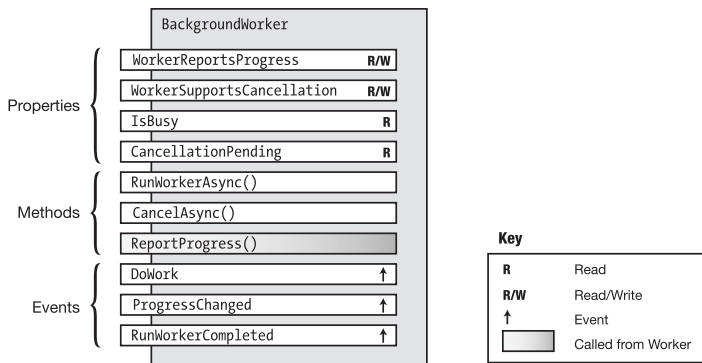 BackgroundWorker
Properties
WorkerReportsProgress R/W
WorkerSupportsCancellation R/W
IsBusy R
CancellationPending R
Methods
RunWorkerAsync()
CancelAsync()
ReportProgress()
Events
DoWork ↑
ProgressChanged ↑
RunWorkerCompleted ↑
Key
R Read
R/W Read/Write
↑ Event
Called from Worker